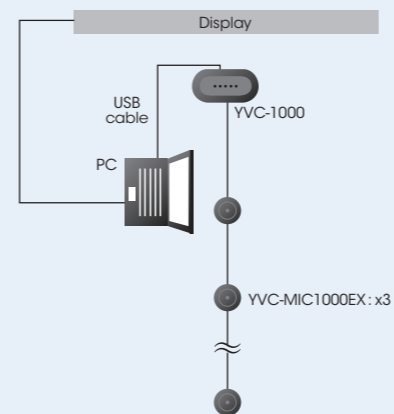 Display
USB
cable
YVC-1000
PC
YVC-MIC1000EX: x3